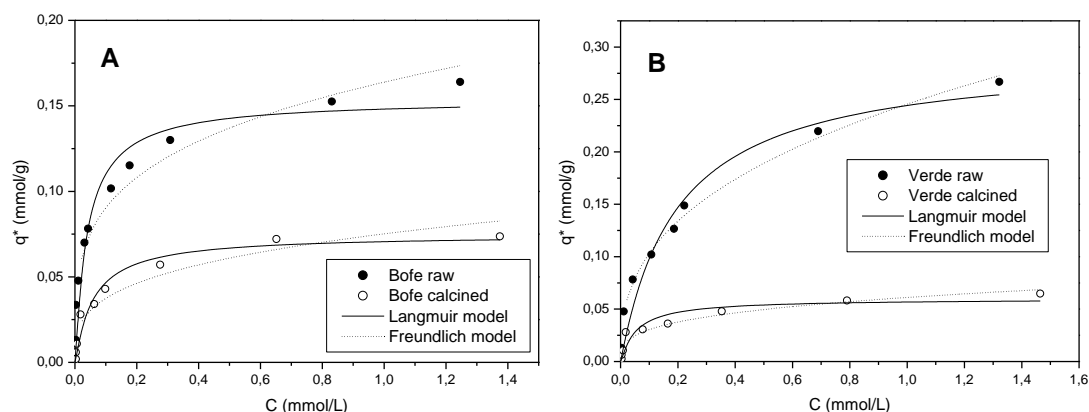 A
0,20
0,15
0,10
0,05
0,00
q* (mmol/g)
Bofe raw
Bofe calcined
Langmuir model
Freundlich model
0,0 0,2 0,4 0,6 0,8 1,0 1,2 1,4
C (mmol/L)
B
0,35
0,30
0,25
0,20
0,15
0,10
0,05
0,00
q* (mmol/g)
Verde raw
Verde calcined
Langmuir model
Freundlich model
0,0 0,2 0,4 0,6 0,8 1,0 1,2 1,4 1,6
C (mmol/L)